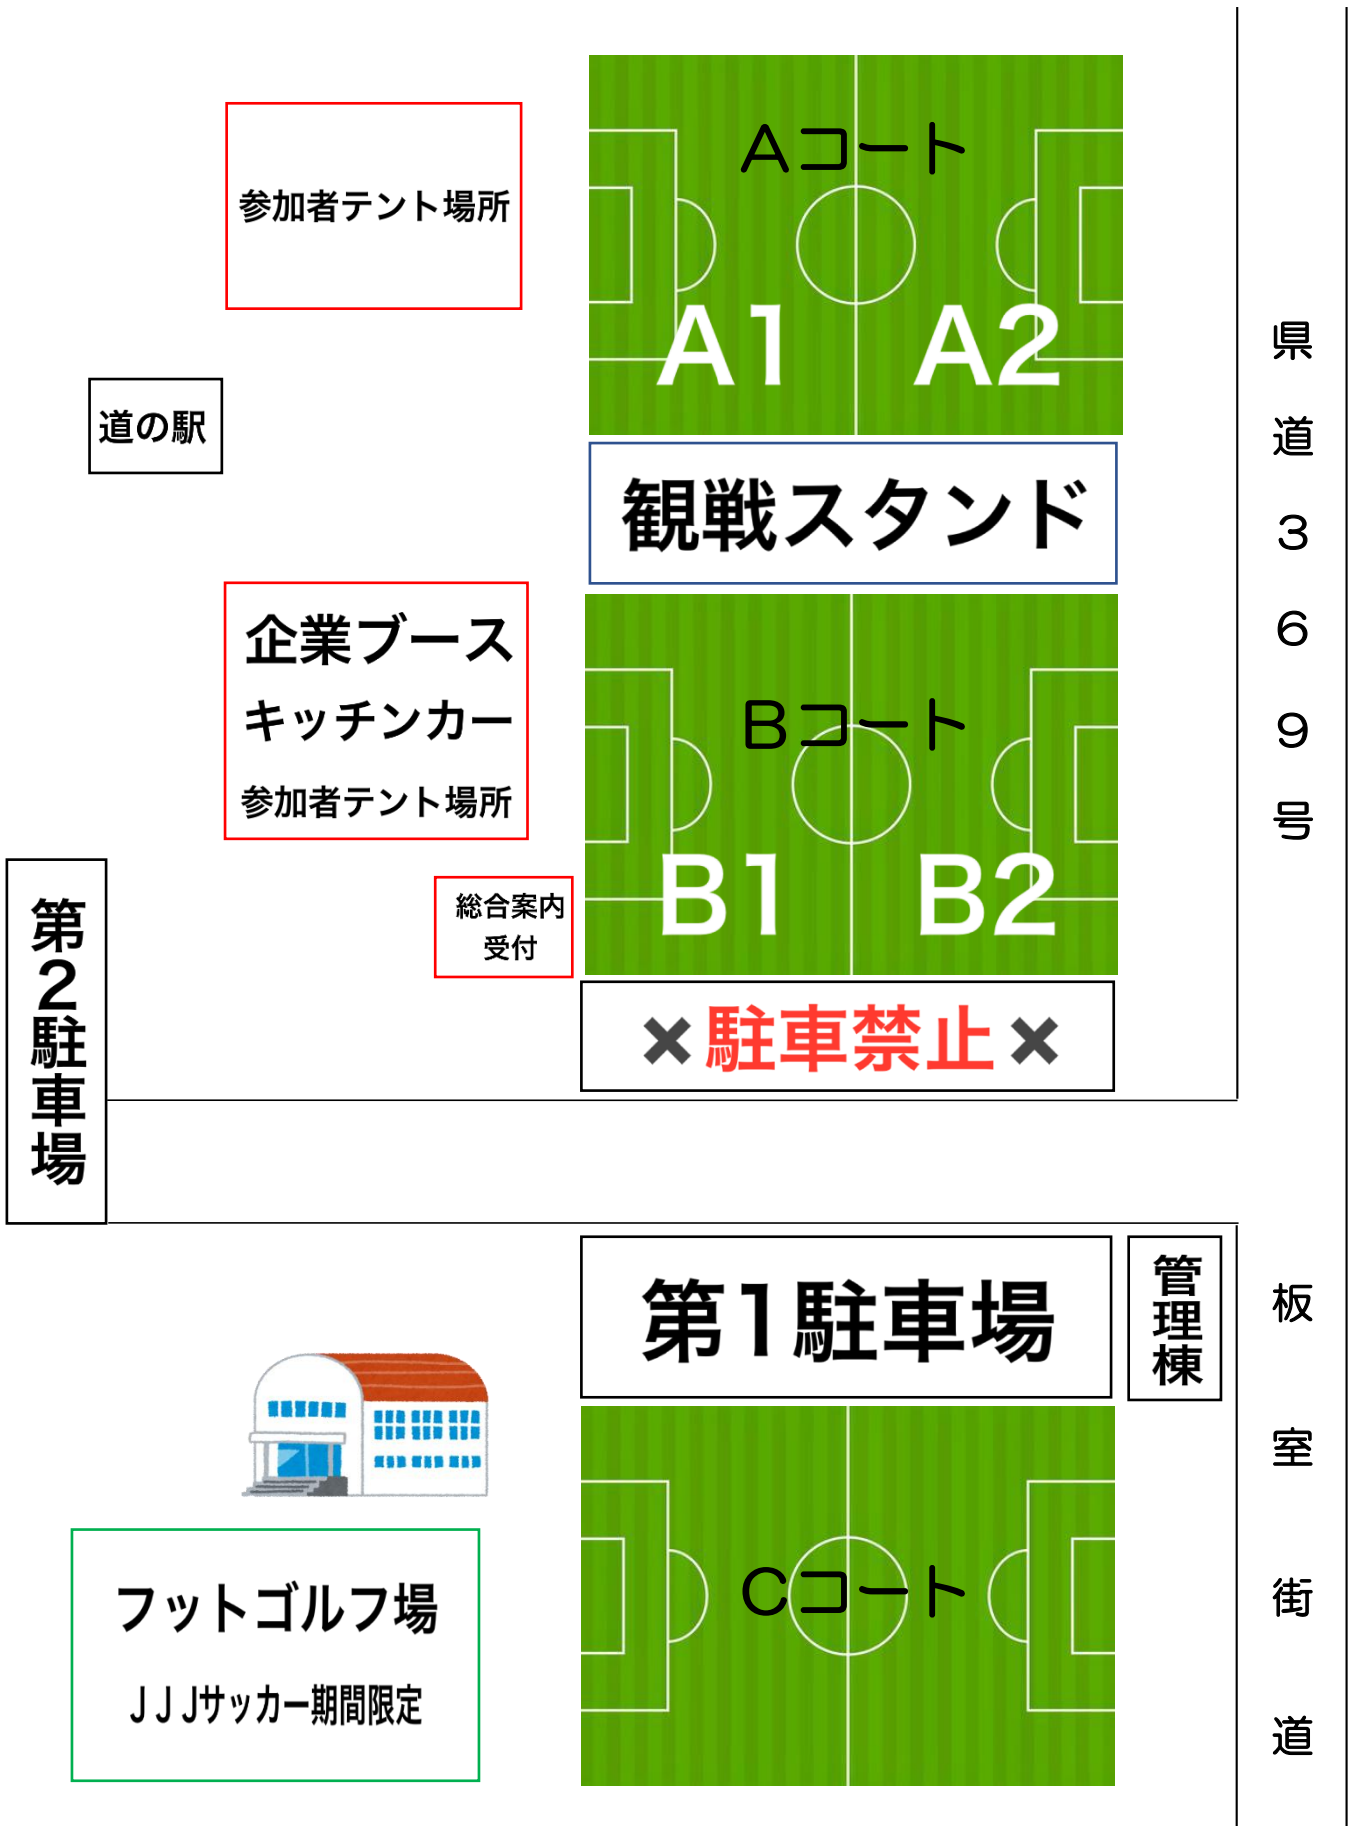 Aコート
参加者テント場所
A1 A2
道の駅
観戦スタンド
企業ブース
キッチンカー
参加者テント場所
Bコート
B1 B2
総合案内
受付
✖駐車禁止✖
第2駐車場
県道369号
第1駐車場
管理棟
板室街道
Cコート
フットゴルフ場
JJJサッカー期間限定